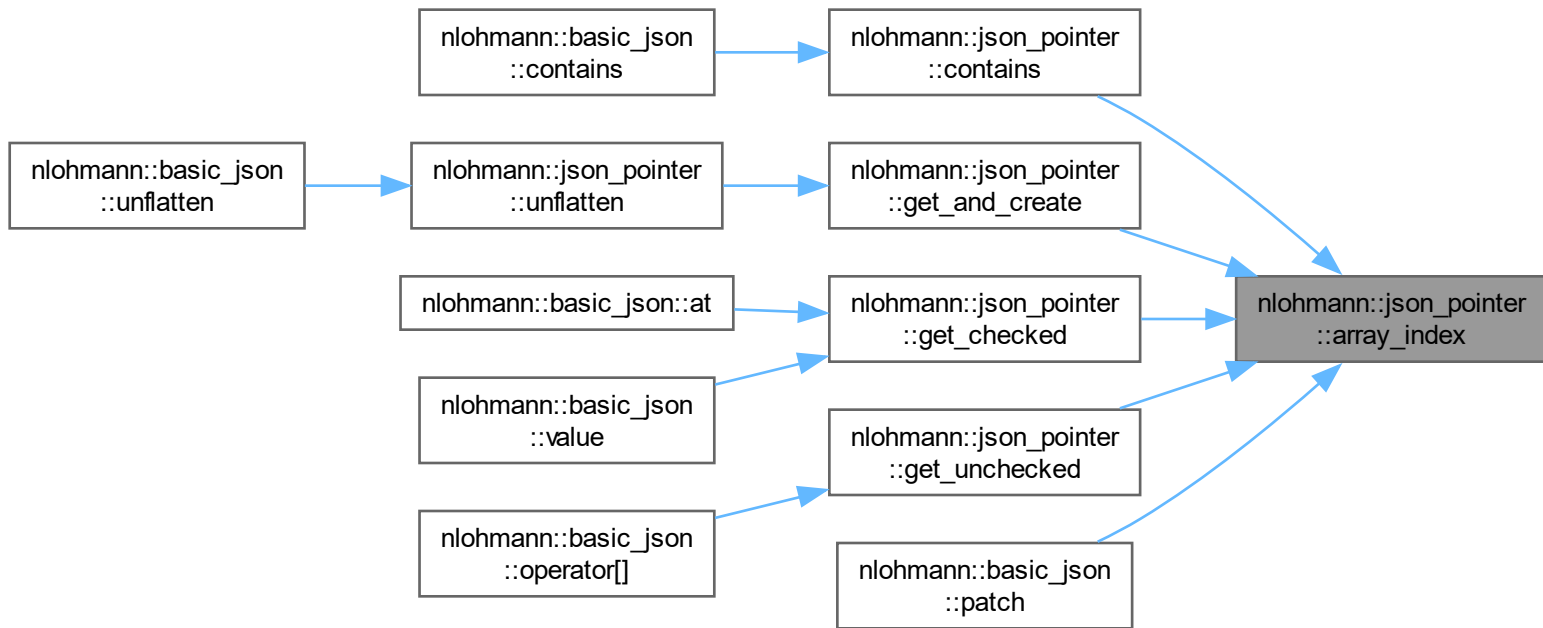 nlohmann::basic_json
::contains
nlohmann::json_pointer
::contains
nlohmann::basic_json
::unflatten
nlohmann::json_pointer
::unflatten
nlohmann::json_pointer
::get_and_create
nlohmann::basic_json::at
nlohmann::json_pointer
::get_checked
nlohmann::json_pointer
::array_index
nlohmann::basic_json
::value
nlohmann::json_pointer
::get_unchecked
nlohmann::basic_json
::operator[]
nlohmann::basic_json
::patch